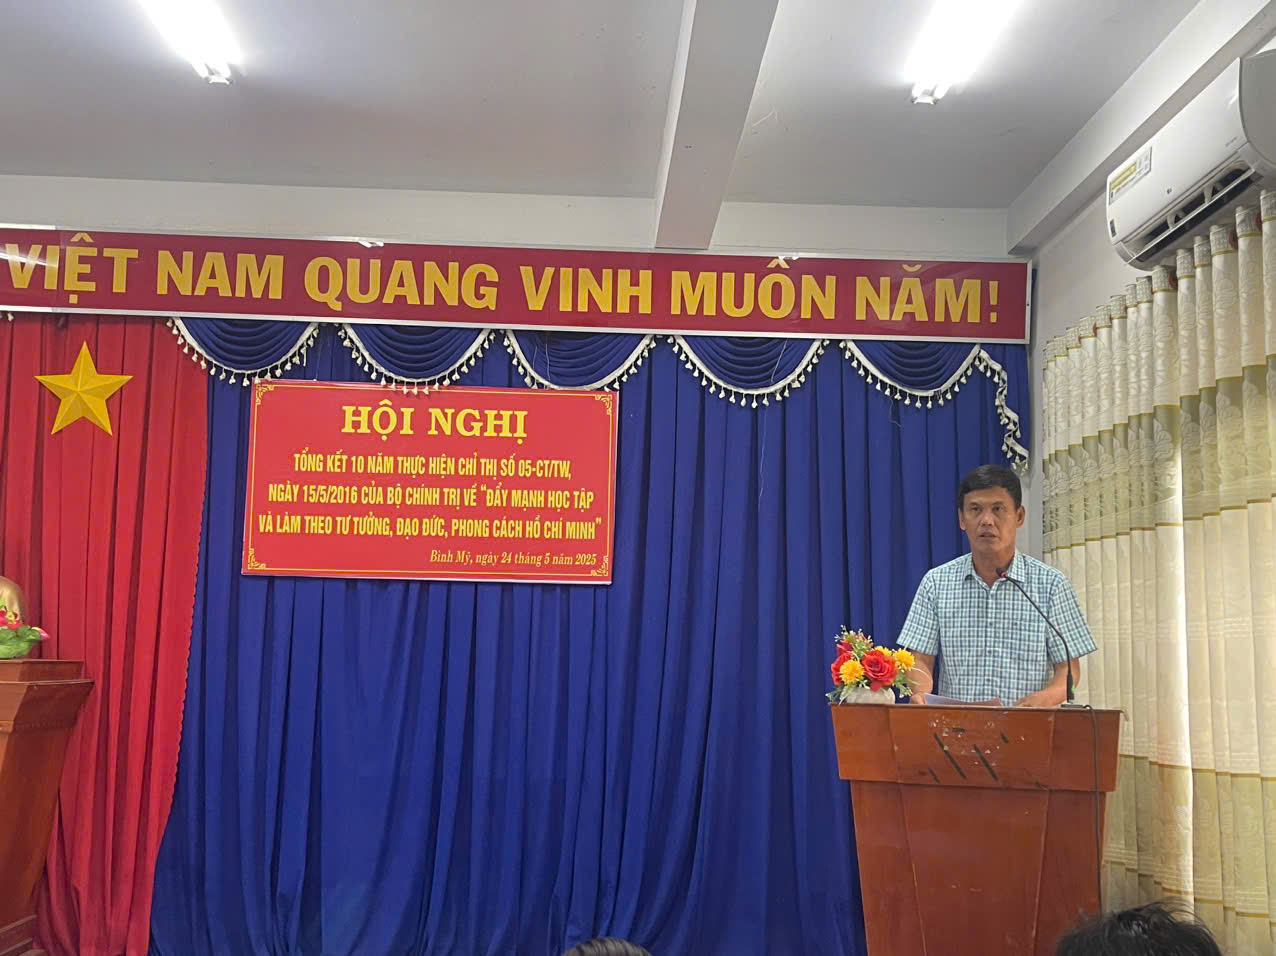 VIỆT NAM QUANG VINH MUÔN NĂM!
HỘI NGHỊ
TỔNG KẾT 10 NĂM THỰC HIỆN CHỈ THỊ SỐ 05-CT/TW,
NGÀY 15/5/2016 CỦA BỘ CHÍNH TRỊ VỀ "ĐẨY MẠNH HỌC TẬP
VÀ LÀM THEO TƯ TƯỞNG, ĐẠO ĐỨC, PHONG CÁCH HỒ CHÍ MINH"
Bình Mỹ, ngày 24 tháng 5 năm 2025